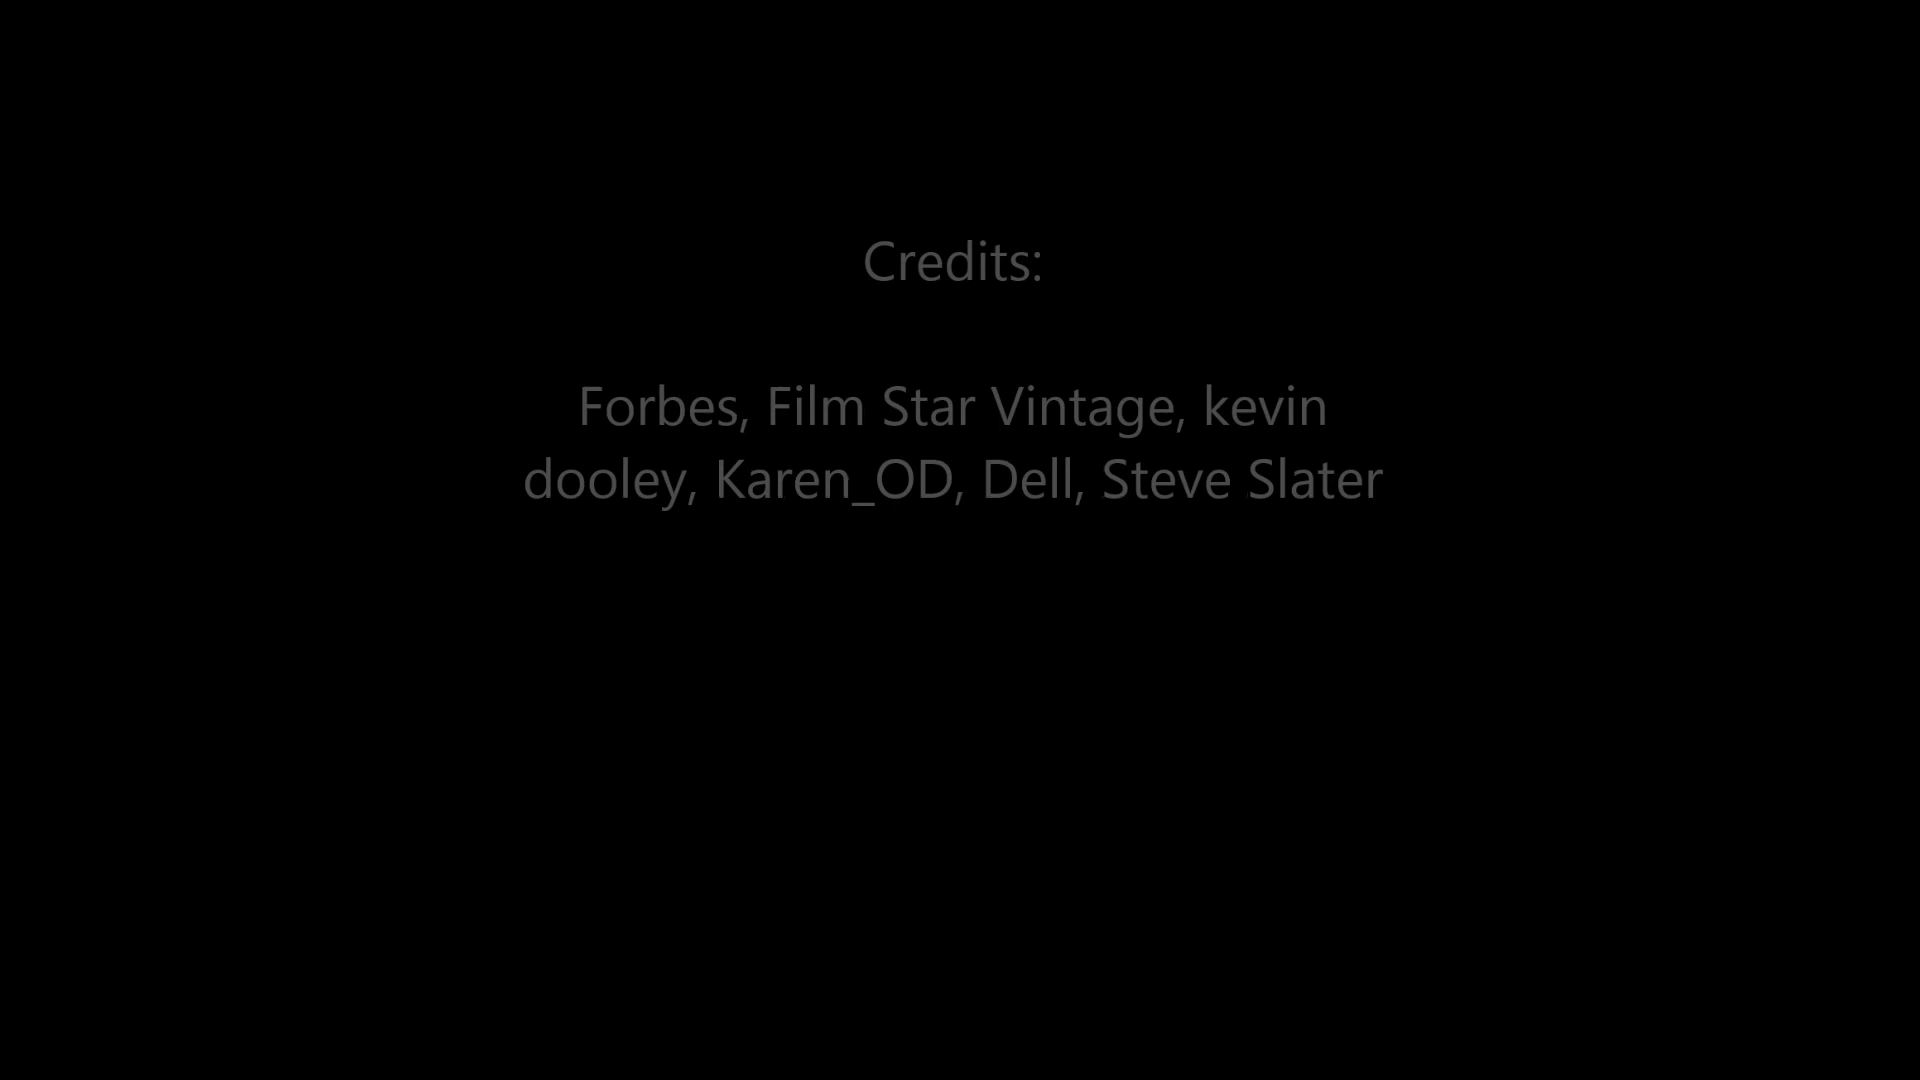 Credits:
Forbes, Film Star Vintage, kevin
dooley, Karen_OD, Dell, Steve Slater